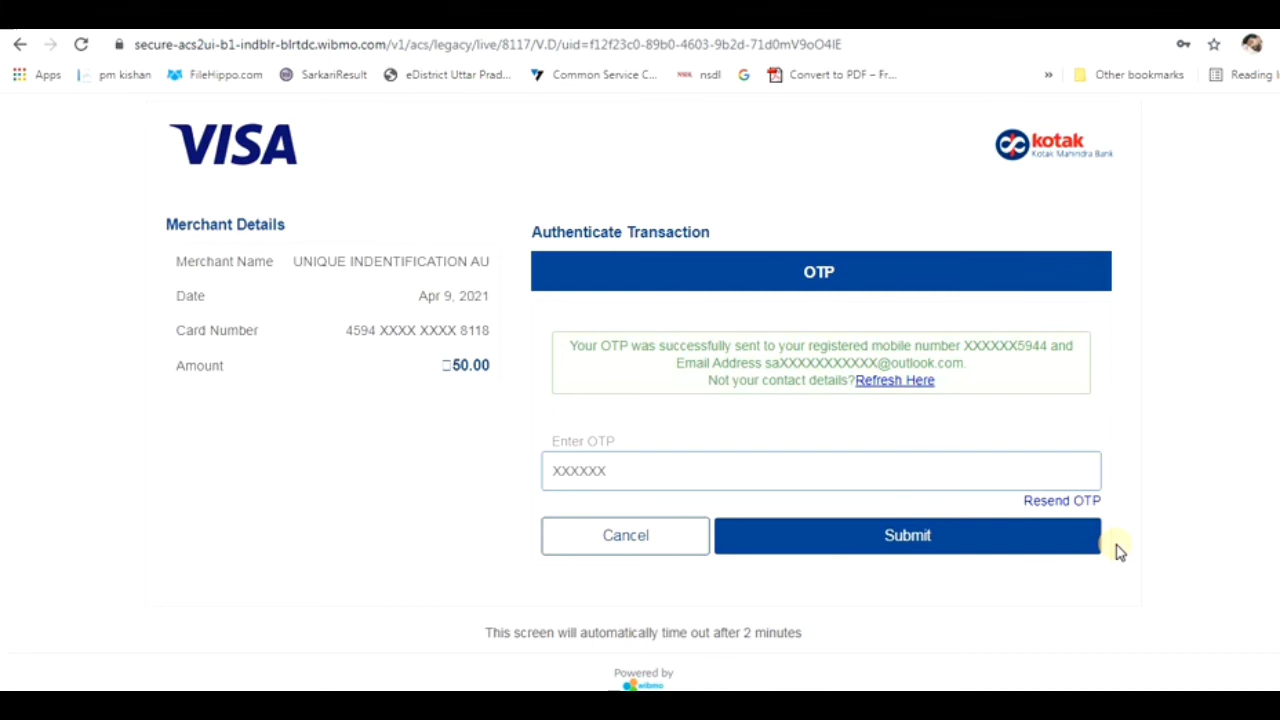 secure-acs2ui-b1-indblr-blrtdc.wibmo.com/v1/acs/legacy/live/8117/V.D/uid=f12f23c0-89b0-4603-9b2d-71d0mV9oO4IE
Apps pm kishan FileHippo.com SarkariResult eDistrict Uttar Prad... Common Service C... nsdl Convert to PDF – Fr... » Other bookmarks Reading
VISA
kotak
Kotak Mahindra Bank
Merchant Details
Merchant Name UNIQUE INDENTIFICATION AU
Date Apr 9, 2021
Card Number 4594 XXXX XXXX 8118
Amount □50.00
Authenticate Transaction
OTP
Your OTP was successfully sent to your registered mobile number XXXXXX5944 and
Email Address saXXXXXXXXXXX@outlook.com.
Not your contact details?Refresh Here
Enter OTP
XXXXXX
Resend OTP
Cancel Submit
This screen will automatically time out after 2 minutes
Powered by
wibmo